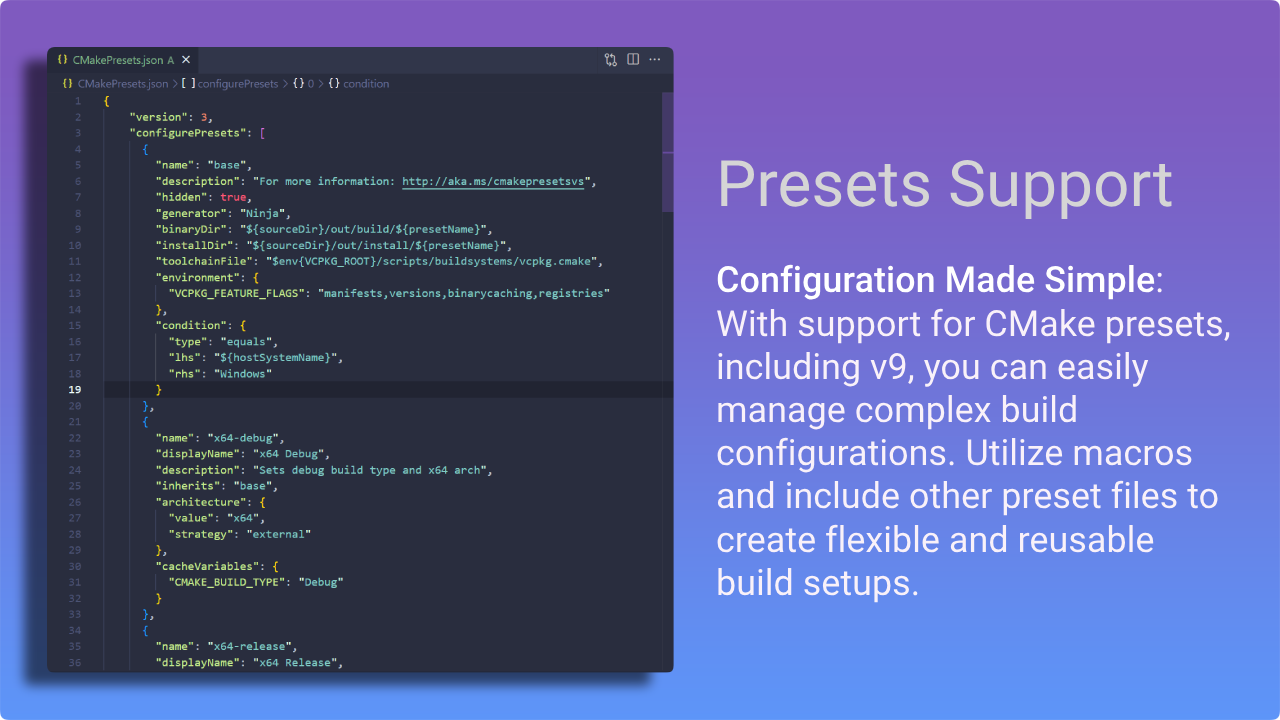 {} CMakePresets.json A ×
{} CMakePresets.json > [ ] configurePresets > {} 0 > {} condition
1 {
2 "version": 3,
3 "configurePresets": [
4 {
5 "name": "base",
6 "description": "For more information: http://aka.ms/cmakepresetsvs",
7 "hidden": true,
8 "generator": "Ninja",
9 "binaryDir": "${sourceDir}/out/build/${presetName}",
10 "installDir": "${sourceDir}/out/install/${presetName}",
11 "toolchainFile": "$env{VCPKG_ROOT}/scripts/buildsystems/vcpkg.cmake",
12 "environment": {
13 "VCPKG_FEATURE_FLAGS": "manifests,versions,binarycaching,registries"
14 },
15 "condition": {
16 "type": "equals",
17 "lhs": "${hostSystemName}",
18 "rhs": "Windows"
19 }
20 },
21 {
22 "name": "x64-debug",
23 "displayName": "x64 Debug",
24 "description": "Sets debug build type and x64 arch",
25 "inherits": "base",
26 "architecture": {
27 "value": "x64",
28 "strategy": "external"
29 },
30 "cacheVariables": {
31 "CMAKE_BUILD_TYPE": "Debug"
32 }
33 },
34 {
35 "name": "x64-release",
36 "displayName": "x64 Release",
Presets Support
Configuration Made Simple:
With support for CMake presets,
including v9, you can easily
manage complex build
configurations. Utilize macros
and include other preset files to
create flexible and reusable
build setups.